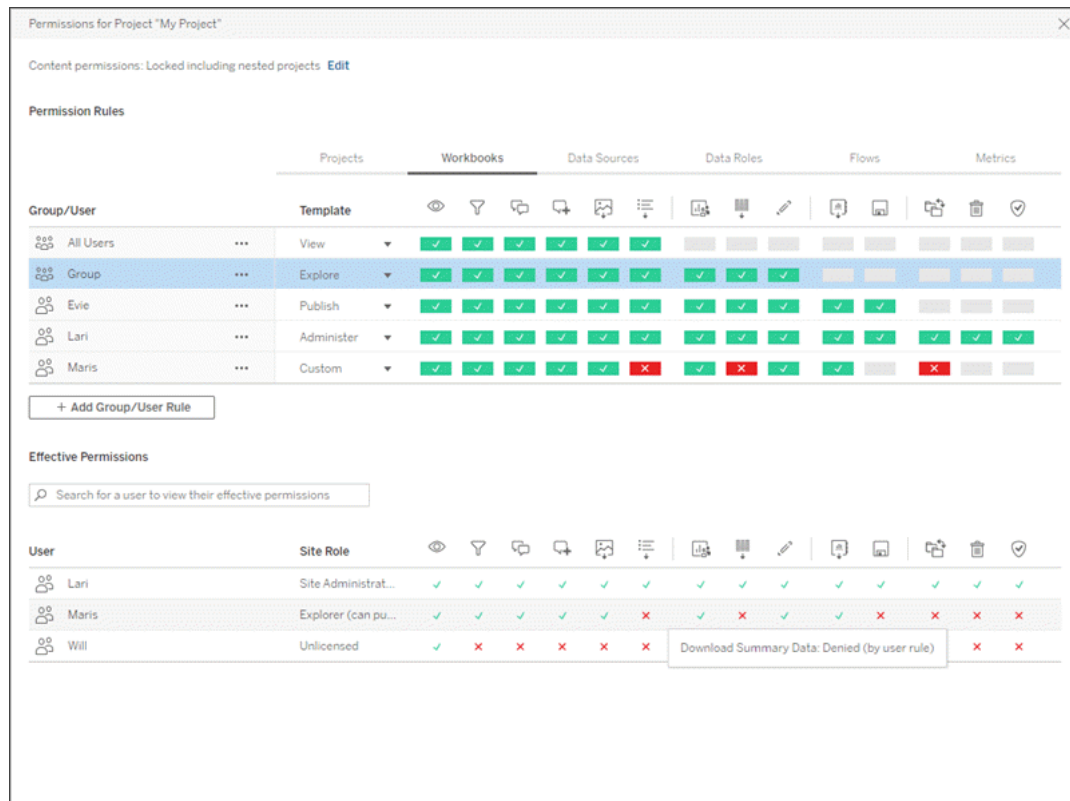 Permissions for Project "My Project"
Content permissions: Locked including nested projects Edit
Permission Rules
Projects Workbooks Data Sources Data Roles Flows Metrics
Group/User Template
All Users ••• View
Group ••• Explore
Evie ••• Publish
Lari ••• Administer
Maris ••• Custom
+ Add Group/User Rule
Effective Permissions
Search for a user to view their effective permissions
User Site Role
Lari Site Administrat...
Maris Explorer (can pu...
Will Unlicensed
Download Summary Data: Denied (by user rule)